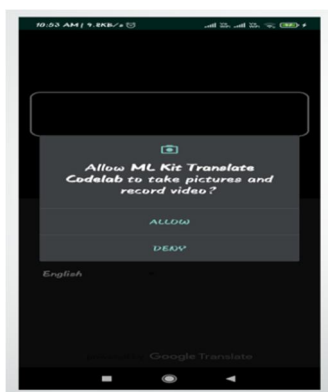 10:53 AM | 9.8KB/s
Allow ML Kit Translate
Codelab to take pictures and
record video?
ALLOW
DENY
English
Google Translate